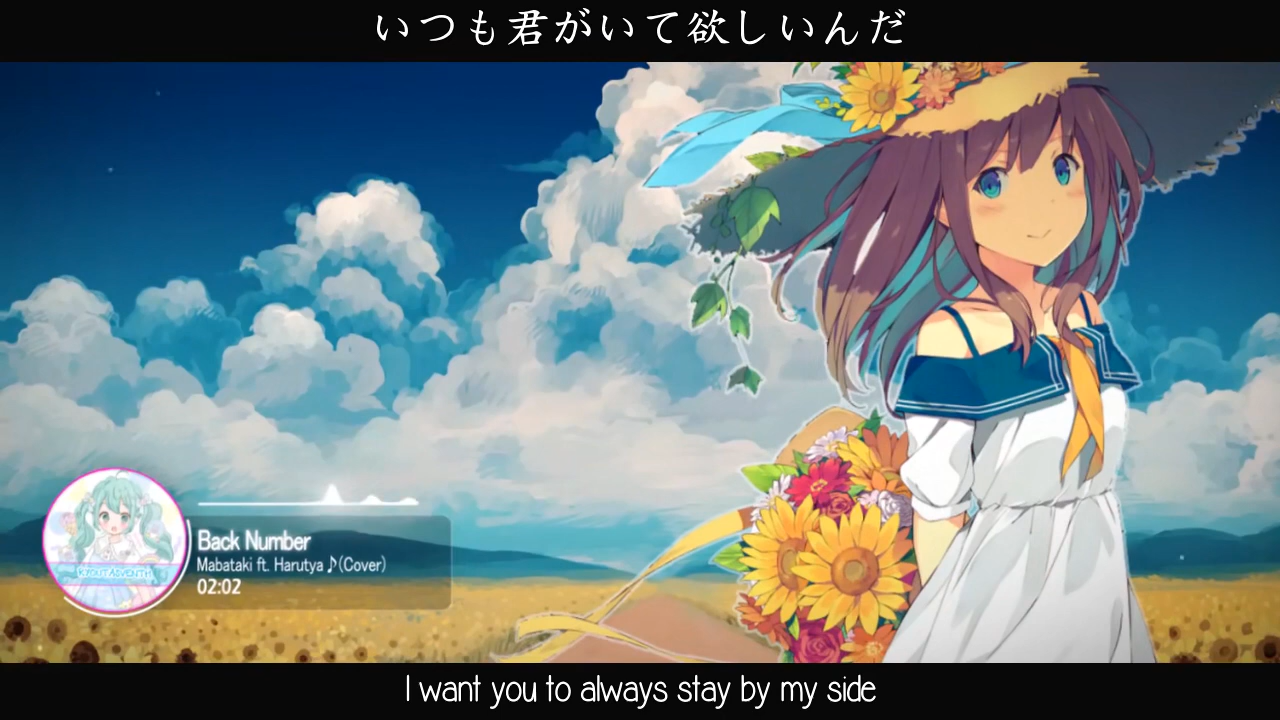 いつも君がいて欲しいんだ
Back Number
Mabataki ft. Harutya ♪(Cover)
02:02
I want you to always stay by my side